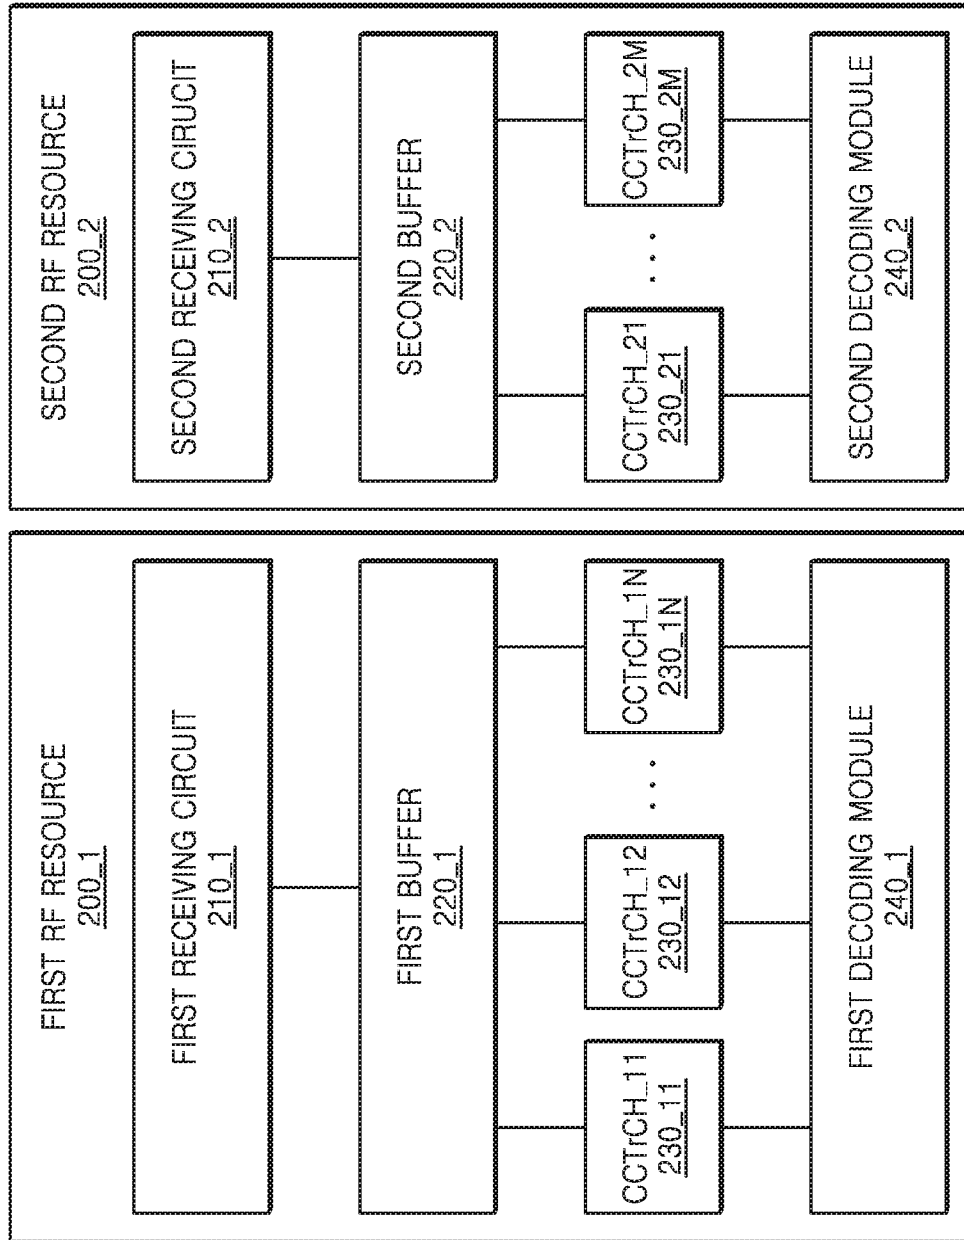 FIRST RF RESOURCE
200_1
FIRST RECEIVING CIRCUIT
210_1
FIRST BUFFER
220_1
CCTrCH_11
230_11
CCTrCH_12
230_12
. . .
CCTrCH_1N
230_1N
FIRST DECODING MODULE
240_1
SECOND RF RESOURCE
200_2
SECOND RECEIVING CIRUCIT
210_2
SECOND BUFFER
220_2
CCTrCH_21
230_21
. . .
CCTrCH_2M
230_2M
SECOND DECODING MODULE
240_2